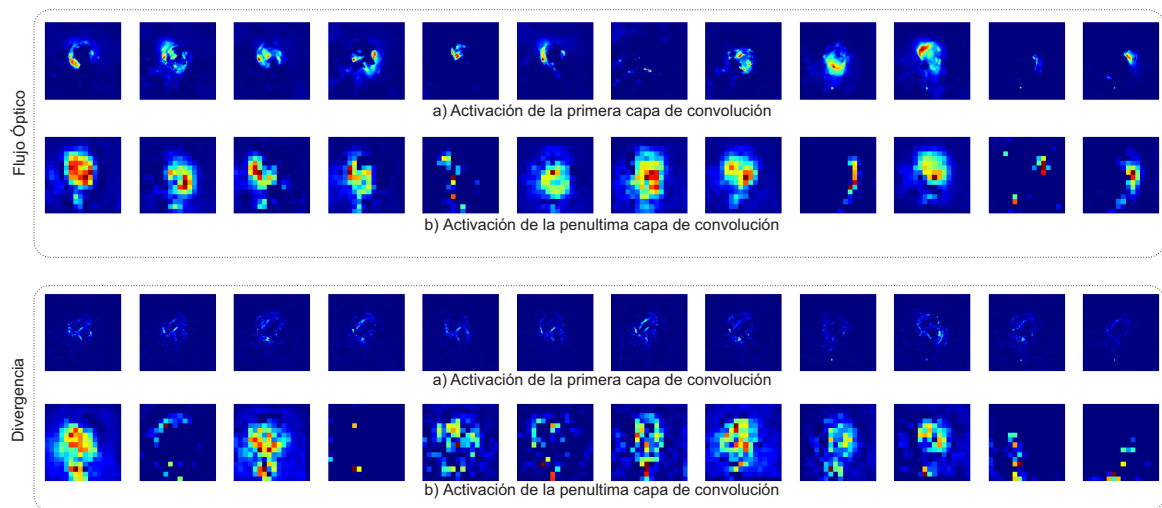 Flujo Óptico
a) Activación de la primera capa de convolución
b) Activación de la penultima capa de convolución
Divergencia
a) Activación de la primera capa de convolución
b) Activación de la penultima capa de convolución